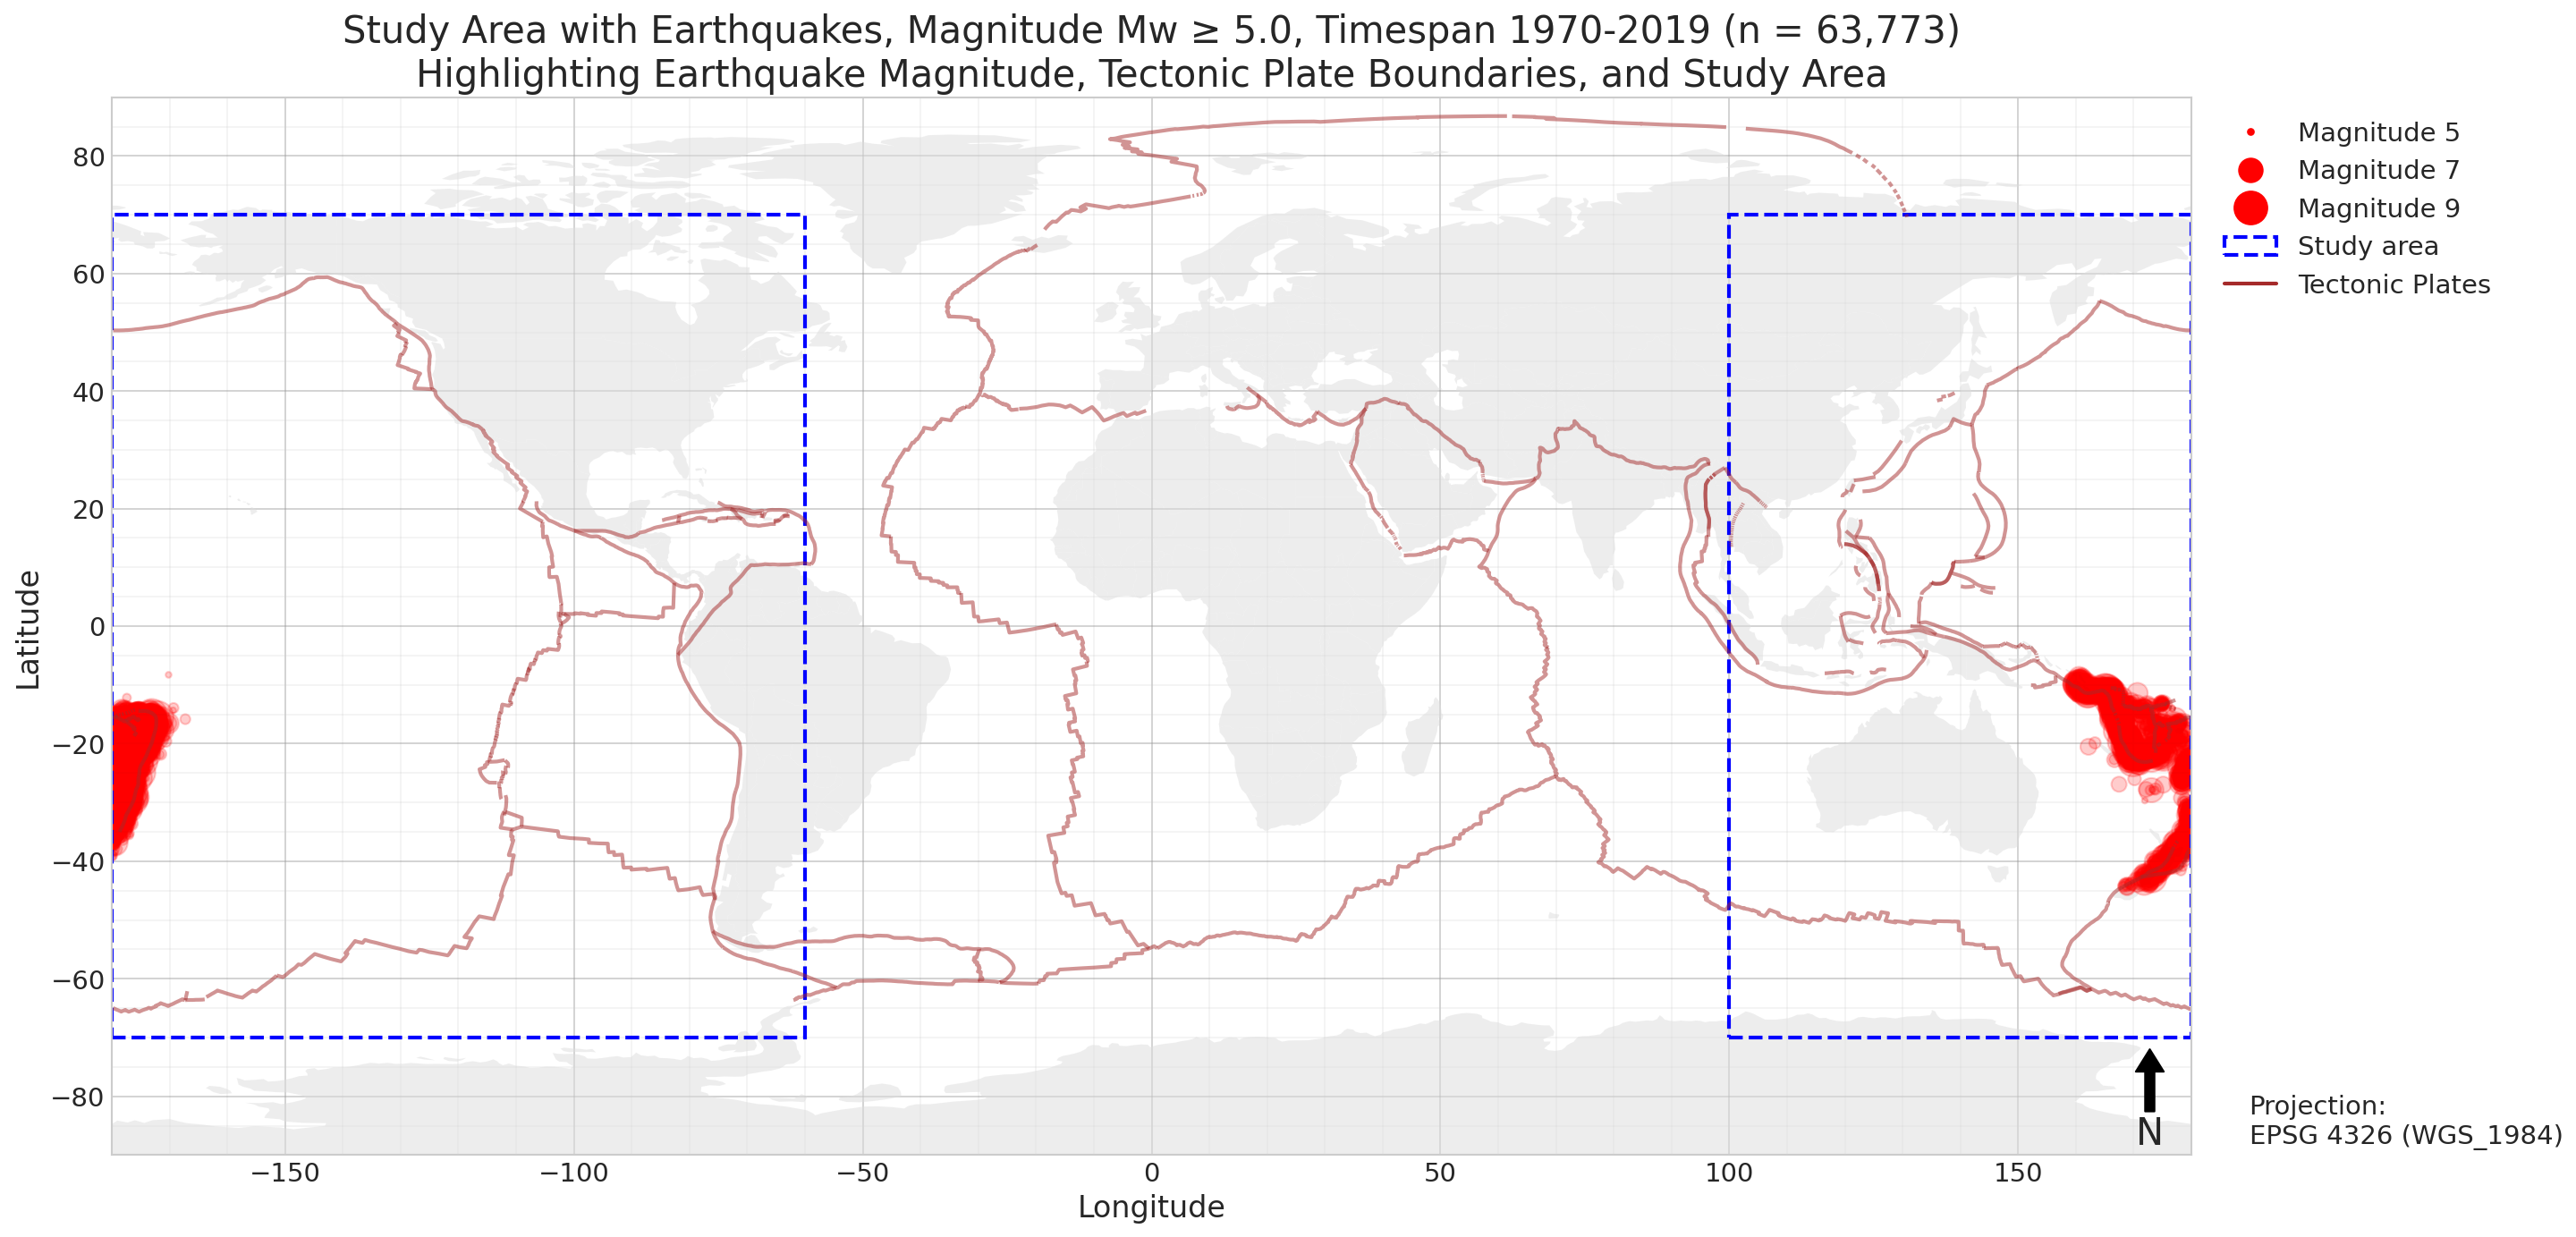 Study Area with Earthquakes, Magnitude Mw ≥ 5.0, Timespan 1970-2019 (n = 63,773)
Highlighting Earthquake Magnitude, Tectonic Plate Boundaries, and Study Area
Magnitude 5
Magnitude 7
Magnitude 9
Study area
Tectonic Plates
Latitude
80
60
40
20
0
−20
−40
−60
−80
N
Projection:
EPSG 4326 (WGS_1984)
−150
−100
−50
0
50
100
150
Longitude